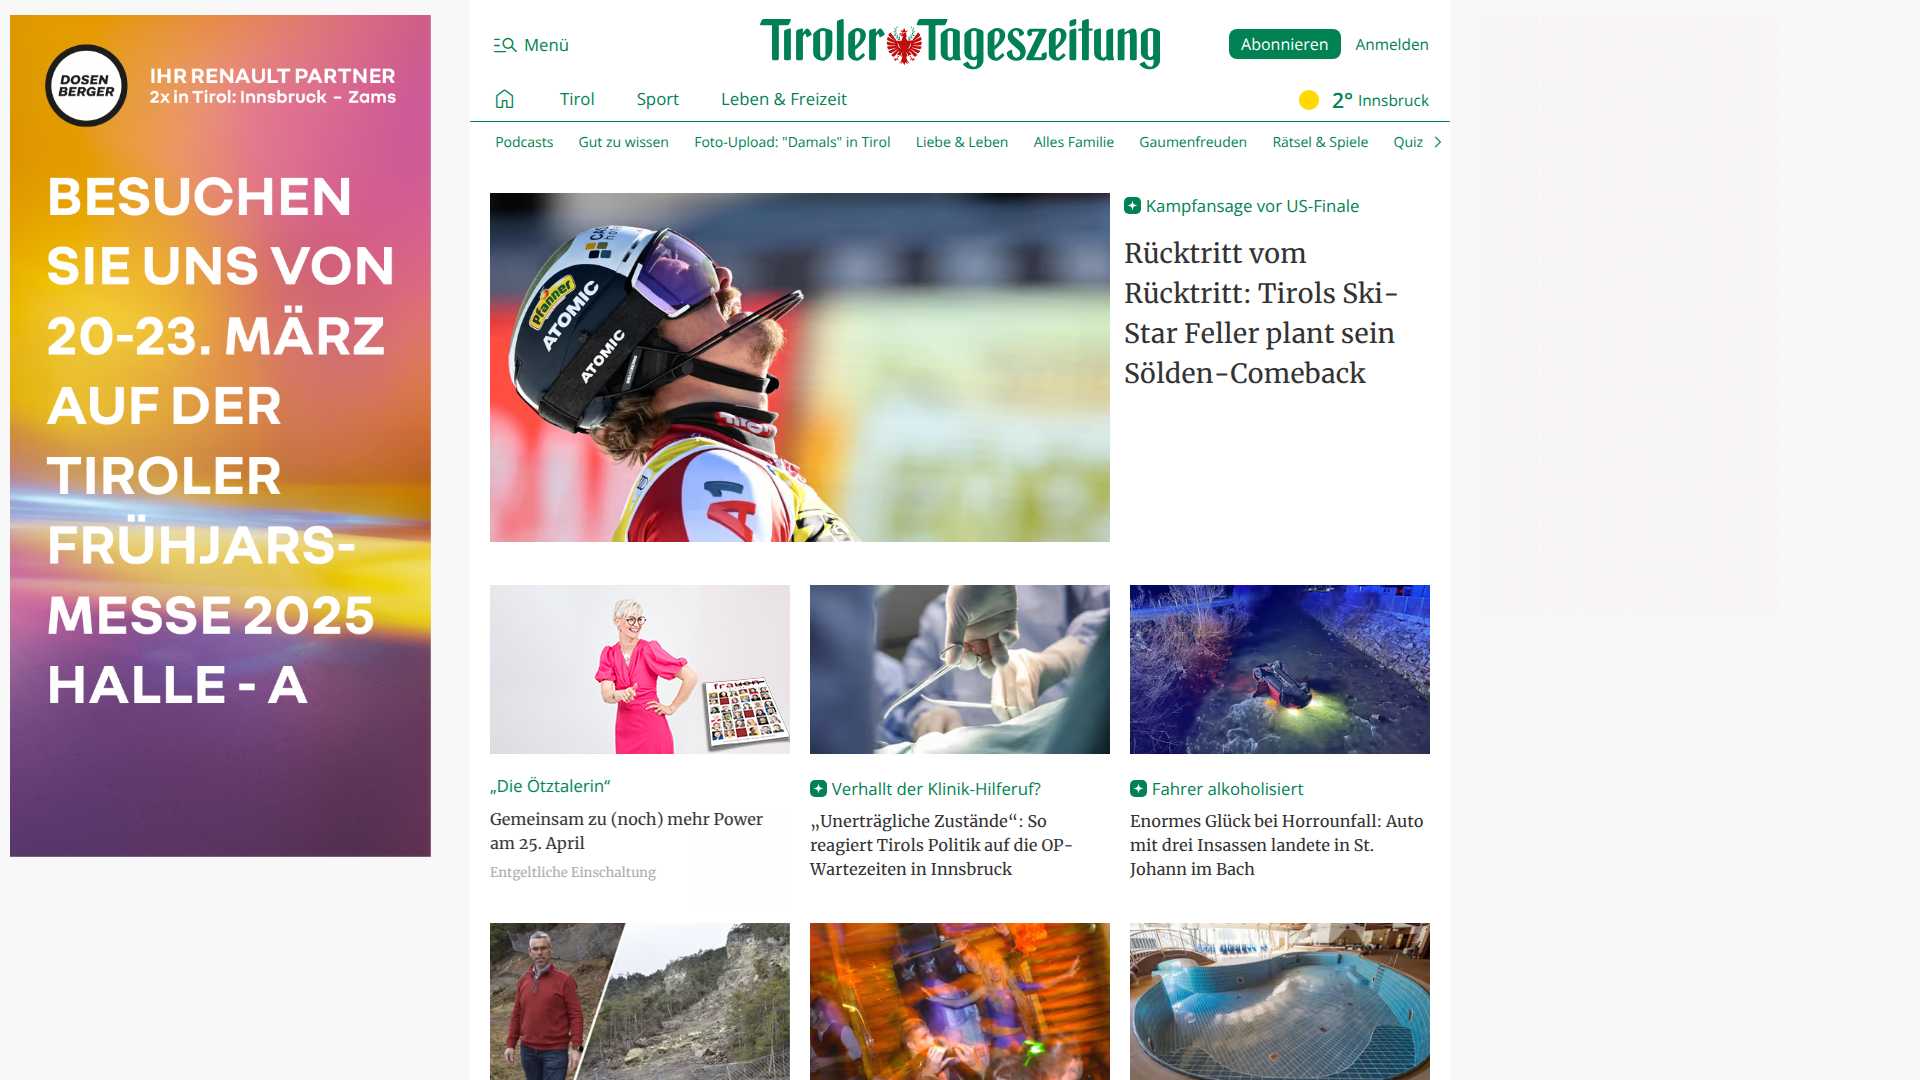 DOSEN
BERGER
IHR RENAULT PARTNER
2x in Tirol: Innsbruck - Zams
BESUCHEN
SIE UNS VON
20-23. MÄRZ
AUF DER
TIROLER
FRÜHJARS-
MESSE 2025
HALLE - A
Menü
Tiroler Tageszeitung
Abonnieren
Anmelden
Tirol
Sport
Leben & Freizeit
2° Innsbruck
Podcasts
Gut zu wissen
Foto-Upload: "Damals" in Tirol
Liebe & Leben
Alles Familie
Gaumenfreuden
Rätsel & Spiele
Quiz
Pfanner
ATOMIC
ATOMIC
A1
Kampfansage vor US-Finale
Rücktritt vom
Rücktritt: Tirols Ski-
Star Feller plant sein
Sölden-Comeback
frauen
„Die Ötztalerin“
Gemeinsam zu (noch) mehr Power
am 25. April
Entgeltliche Einschaltung
Verhallt der Klinik-Hilferuf?
„Unerträgliche Zustände“: So
reagiert Tirols Politik auf die OP-
Wartezeiten in Innsbruck
Fahrer alkoholisiert
Enormes Glück bei Horrounfall: Auto
mit drei Insassen landete in St.
Johann im Bach